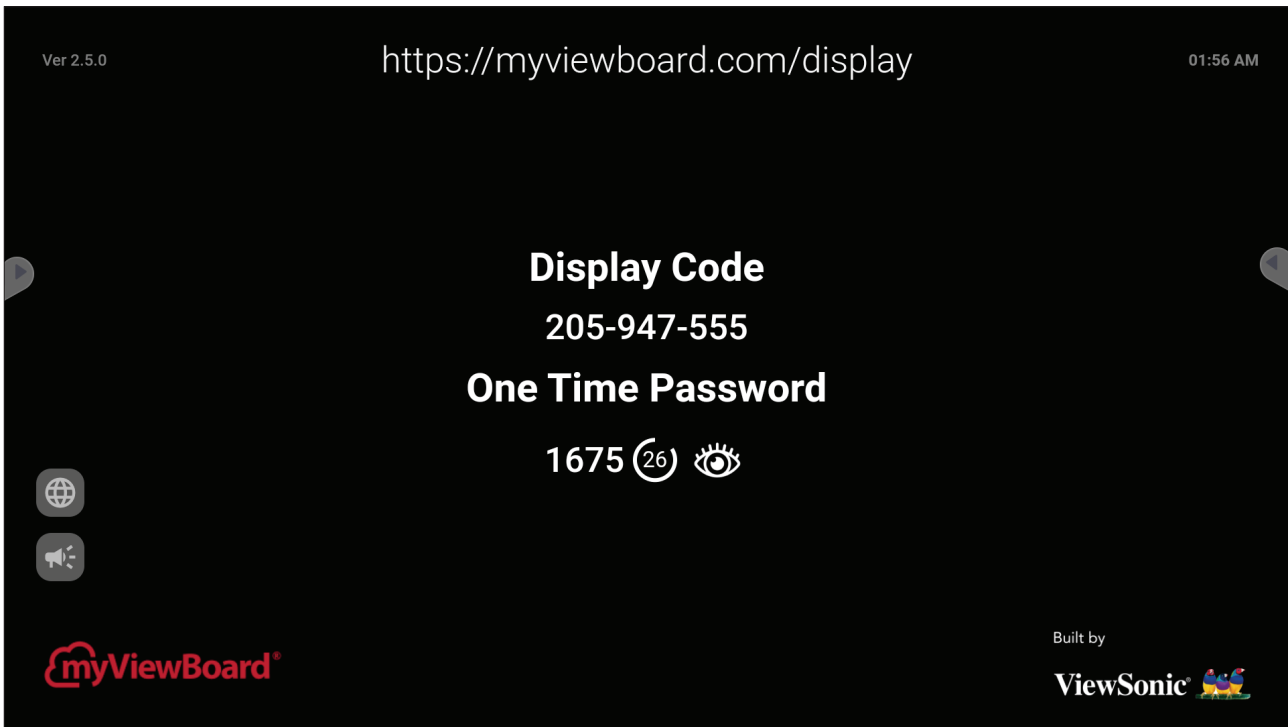 Ver 2.5.0
https://myviewboard.com/display
01:56 AM
Display Code
205-947-555
One Time Password
1675 26
myViewBoard®
Built by
ViewSonic®